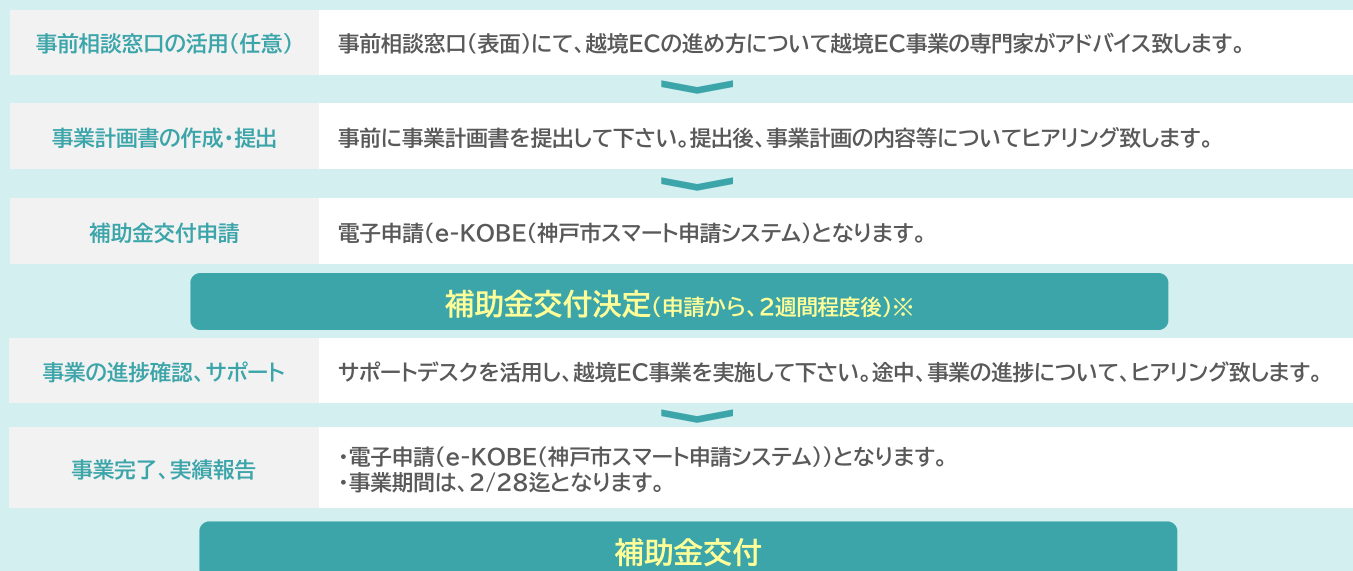 事前相談窓口の活用(任意)
事前相談窓口(表面)にて、越境ECの進め方について越境EC事業の専門家がアドバイス致します。
事業計画書の作成・提出
事前に事業計画書を提出して下さい。提出後、事業計画の内容等についてヒアリング致します。
補助金交付申請
電子申請(e-KOBE(神戸市スマート申請システム)となります。
補助金交付決定(申請から、2週間程度後)※
事業の進捗確認、サポート
サポートデスクを活用し、越境EC事業を実施して下さい。途中、事業の進捗について、ヒアリング致します。
事業完了、実績報告
・電子申請(e-KOBE(神戸市スマート申請システム))となります。
・事業期間は、2/28迄となります。
補助金交付